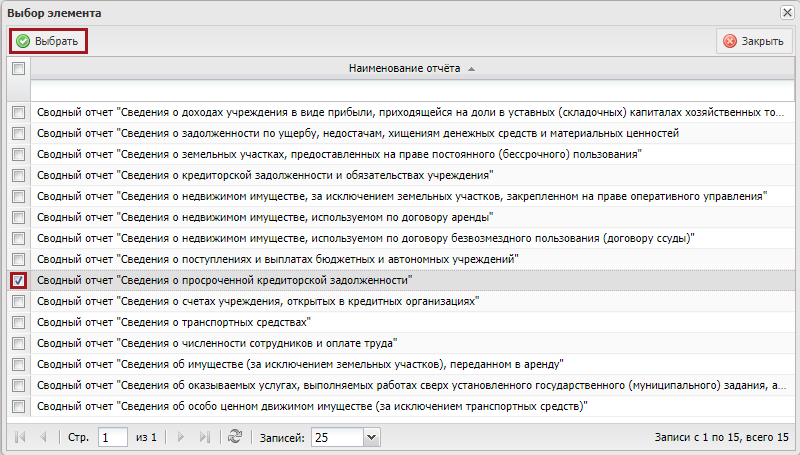 Выбор элемента
Выбрать
Закрыть
Наименование отчёта
Сводный отчет "Сведения о доходах учреждения в виде прибыли, приходящейся на доли в уставных (складочных) капиталах хозяйственных то...
Сводный отчет "Сведения о задолженности по ущербу, недостачам, хищениям денежных средств и материальных ценностей
Сводный отчет "Сведения о земельных участках, предоставленных на праве постоянного (бессрочного) пользования"
Сводный отчет "Сведения о кредиторской задолженности и обязательствах учреждения"
Сводный отчет "Сведения о недвижимом имуществе, за исключением земельных участков, закрепленном на праве оперативного управления"
Сводный отчет "Сведения о недвижимом имуществе, используемом по договору аренды"
Сводный отчет "Сведения о недвижимом имуществе, используемом по договору безвозмездного пользования (договору ссуды)"
Сводный отчет "Сведения о поступлениях и выплатах бюджетных и автономных учреждений"
Сводный отчет "Сведения о просроченной кредиторской задолженности"
Сводный отчет "Сведения о счетах учреждения, открытых в кредитных организациях"
Сводный отчет "Сведения о транспортных средствах"
Сводный отчет "Сведения о численности сотрудников и оплате труда"
Сводный отчет "Сведения об имуществе (за исключением земельных участков), переданном в аренду"
Сводный отчет "Сведения об оказываемых услугах, выполняемых работах сверх установленного государственного (муниципального) задания, а...
Сводный отчет "Сведения об особо ценном движимом имуществе (за исключением транспортных средств)"
Стр. 1 из 1 Записей: 25 Записи с 1 по 15, всего 15